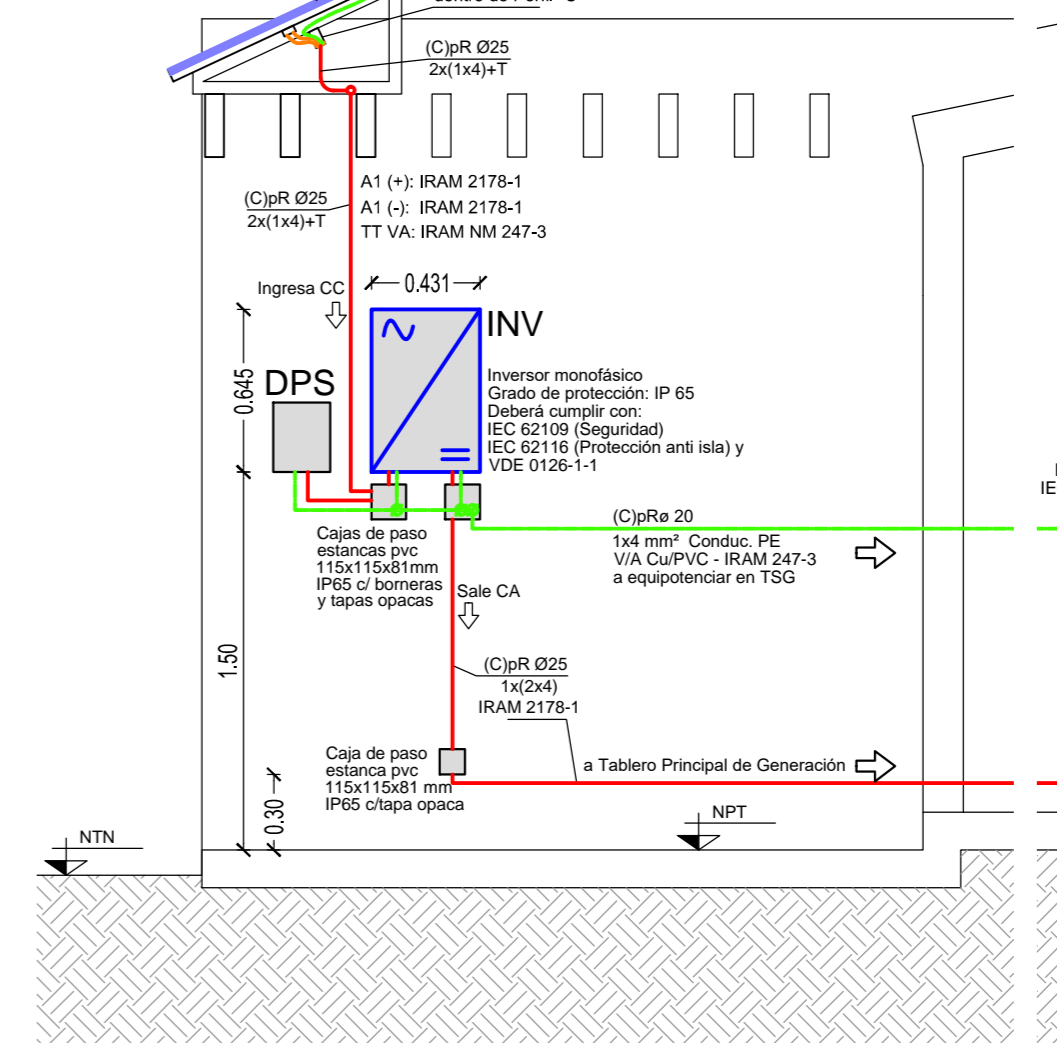 (C)pR Ø25
2x(1x4)+T
(C)pR Ø25
2x(1x4)+T
A1 (+): IRAM 2178-1
A1 (-): IRAM 2178-1
TT VA: IRAM NM 247-3
Ingresa CC
0.431
INV
0.645
DPS
Inversor monofásico
Grado de protección: IP 65
Deberá cumplir con:
IEC 62109 (Seguridad)
IEC 62116 (Protección anti isla) y
VDE 0126-1-1
Cajas de paso
estancas pvc
115x115x81mm
IP65 c/ borneras
y tapas opacas
(C)pRø 20
1x4 mm² Conduc. PE
V/A Cu/PVC - IRAM 247-3
a equipotenciar en TSG
Sale CA
1.50
(C)pR Ø25
1x(2x4)
IRAM 2178-1
Caja de paso
estanca pvc
115x115x81 mm
IP65 c/tapa opaca
a Tablero Principal de Generación
0.30
NTN
NPT
IE